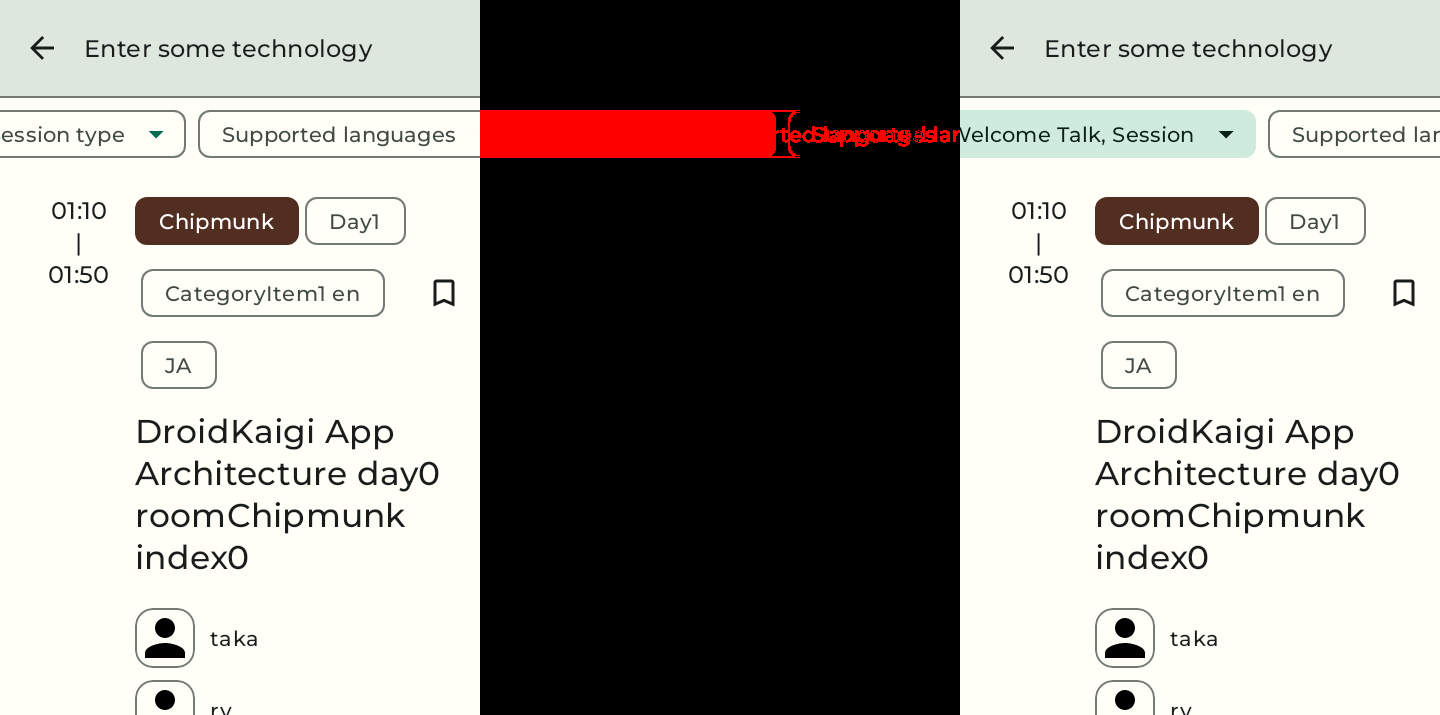 Enter some technology
ession type
Supported languages
01:10
|
01:50
Chipmunk
Day1
CategoryItem1 en
JA
DroidKaigi App
Architecture day0
roomChipmunk
index0
taka
ry
Enter some technology
Welcome Talk, Session
Supported lan
01:10
|
01:50
Chipmunk
Day1
CategoryItem1 en
JA
DroidKaigi App
Architecture day0
roomChipmunk
index0
taka
ry